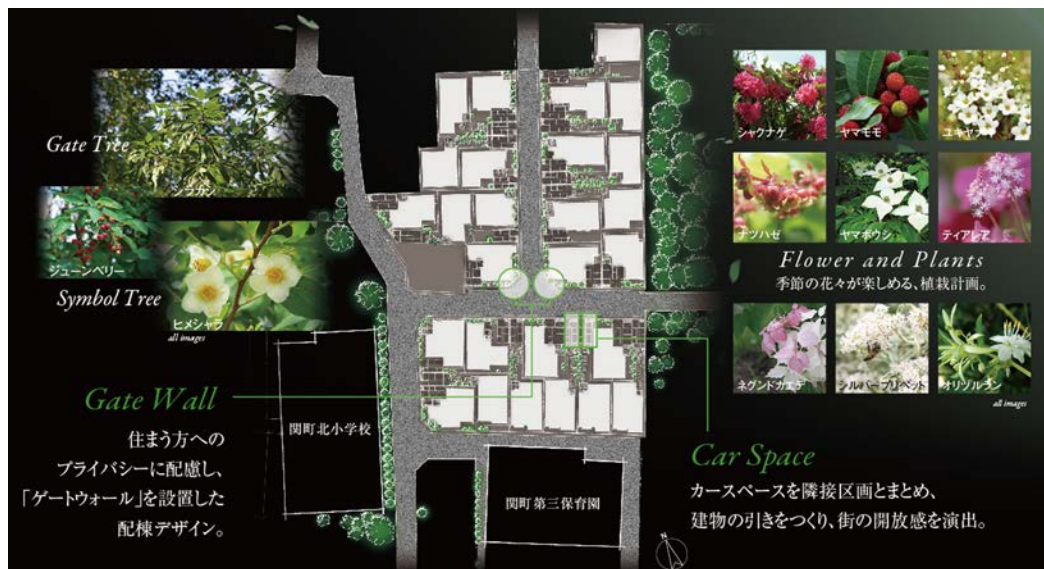 Gate Tree
シラカシ
ジューンベリー
Symbol Tree
ヒメシャラ
all images
Gate Wall
住まう方への
プライバシーに配慮し、
「ゲートウォール」を設置した
配棟デザイン。
関町北小学校
関町第三保育園
N
シャクナゲ
ヤマモモ
ナツハゼ
ヤマボウシ
ティアレア
Flower and Plants
季節の花々が楽しめる、植栽計画。
ネグンドカエデ
シルバープリペット
オリヅルラン
all images
Car Space
カースペースを隣接区画とまとめ、
建物の引きをつくり、街の開放感を演出。